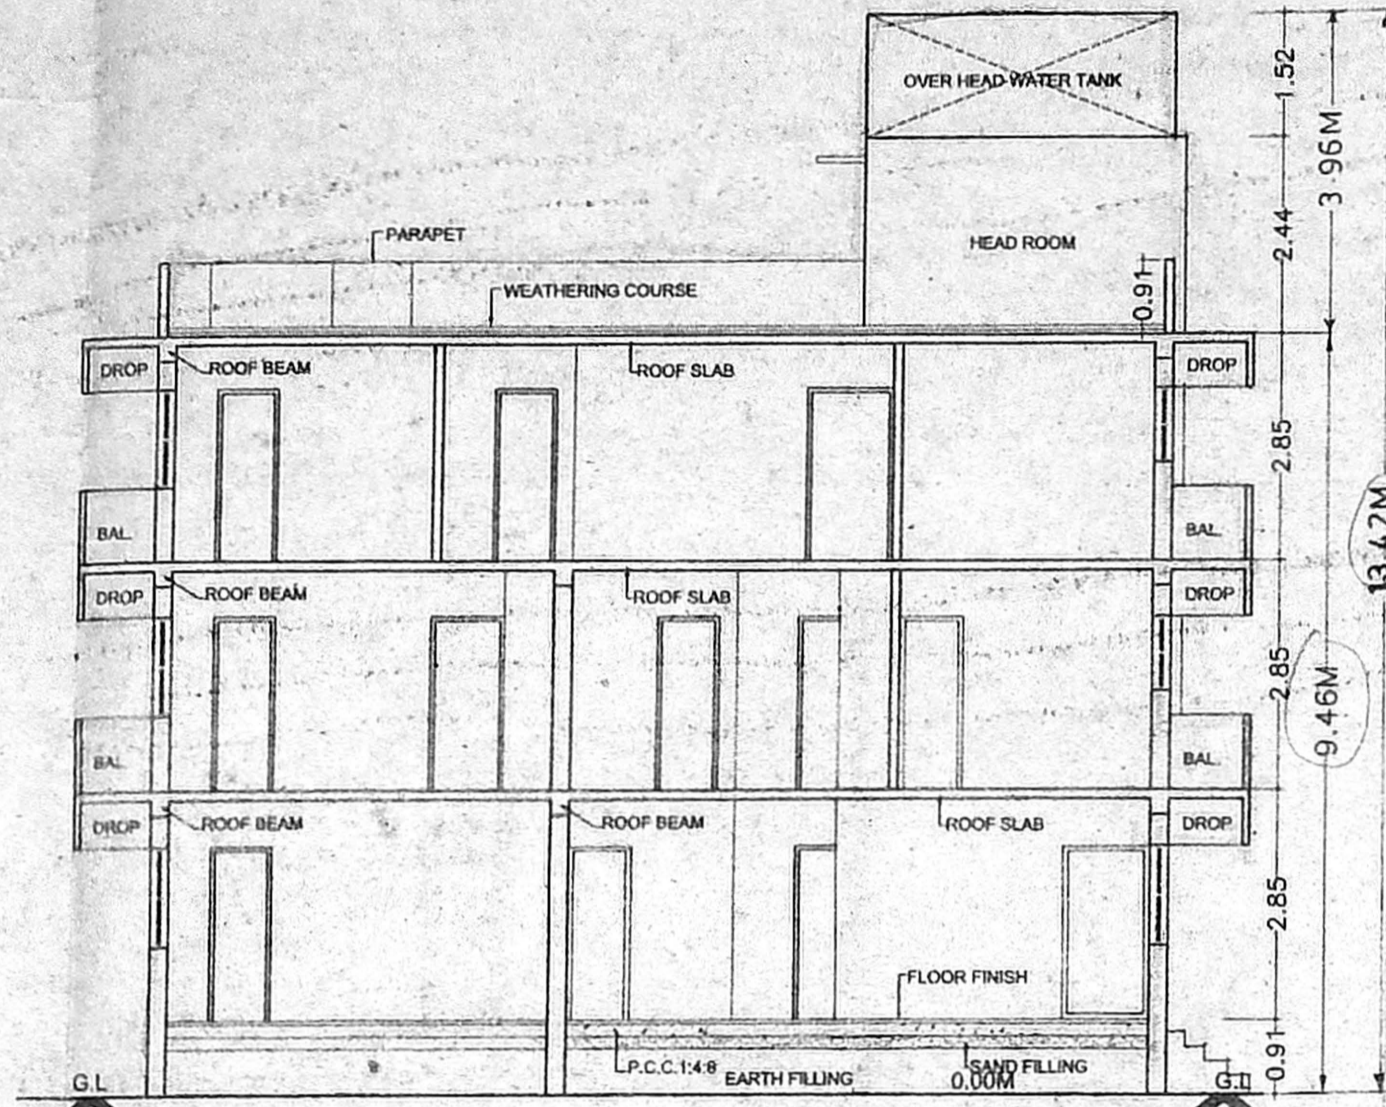 OVER HEAD WATER TANK
1.52
3.96M
2.44
HEAD ROOM
PARAPET
WEATHERING COURSE
0.91
DROP
ROOF BEAM
ROOF SLAB
DROP
2.85
13.42M
BAL.
BAL.
DROP
ROOF BEAM
ROOF SLAB
DROP
2.85
9.46M
BAL.
BAL.
DROP
ROOF BEAM
ROOF BEAM
ROOF SLAB
DROP
2.85
FLOOR FINISH
P.C.C.1:4:8
SAND FILLING
EARTH FILLING
0.00M
G.L
G.L
0.91